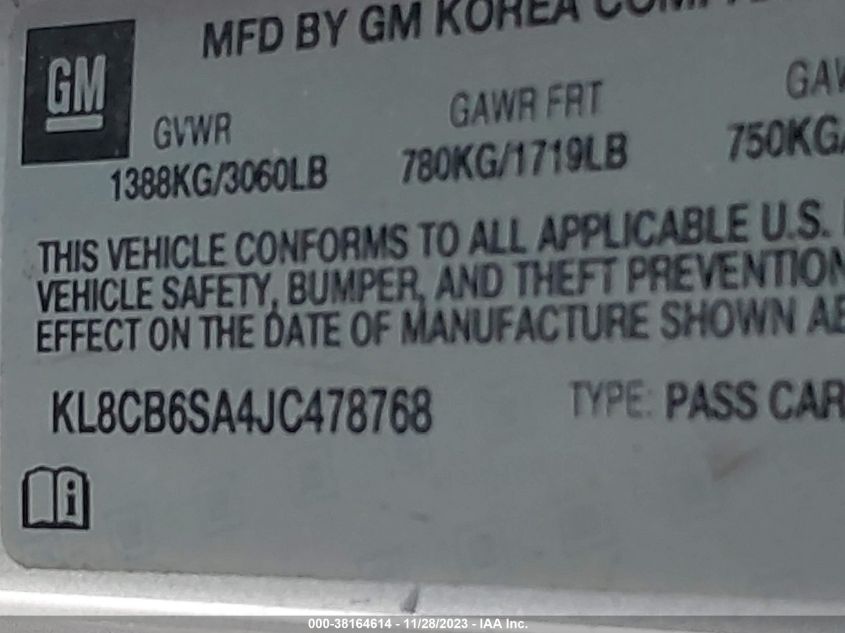 MFD BY GM KOREA
GM
GVWR GAWR FRT
1388KG/3060LB 780KG/1719LB 750KG/
THIS VEHICLE CONFORMS TO ALL APPLICABLE U.S.
VEHICLE SAFETY, BUMPER, AND THEFT PREVENTION
EFFECT ON THE DATE OF MANUFACTURE SHOWN
KL8CB6SA4JC478768 TYPE: PASS CAR
000-38164614 - 11/28/2023 - IAA Inc.